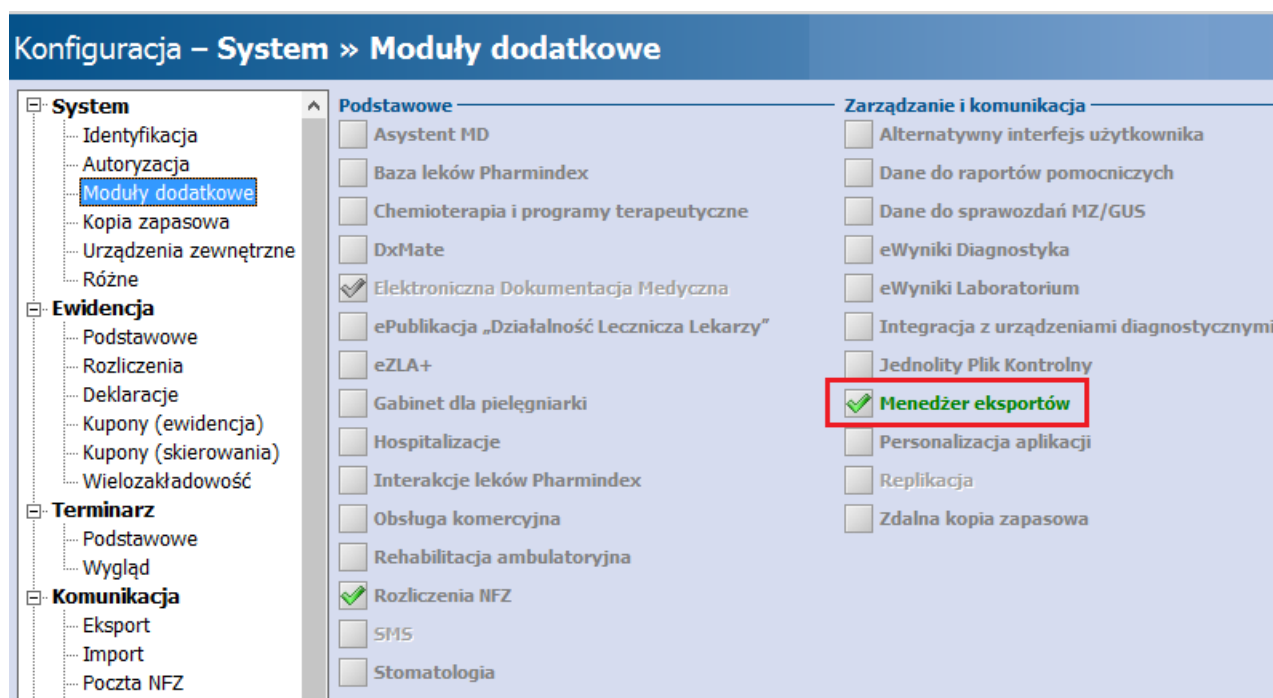 Konfiguracja – System » Moduły dodatkowe
System
Identyfikacja
Autoryzacja
Moduły dodatkowe
Kopia zapasowa
Urządzenia zewnętrzne
Różne
Ewidencja
Podstawowe
Rozliczenia
Deklaracje
Kupony (ewidencja)
Kupony (skierowania)
Wielozakładowość
Terminarz
Podstawowe
Wygląd
Komunikacja
Eksport
Import
Poczta NFZ
Podstawowe
Asystent MD
Baza leków Pharmindex
Chemioterapia i programy terapeutyczne
DxMate
Elektroniczna Dokumentacja Medyczna
ePublikacja „Działalność Lecznicza Lekarzy”
eZLA+
Gabinet dla pielęgniarki
Hospitalizacje
Interakcje leków Pharmindex
Obsługa komercyjna
Rehabilitacja ambulatoryjna
Rozliczenia NFZ
SMS
Stomatologia
Zarządzanie i komunikacja
Alternatywny interfejs użytkownika
Dane do raportów pomocniczych
Dane do sprawozdań MZ/GUS
eWyniki Diagnostyka
eWyniki Laboratorium
Integracja z urządzeniami diagnostycznymi
Jednolity Plik Kontrolny
Menedżer eksportów
Personalizacja aplikacji
Replikacja
Zdalna kopia zapasowa